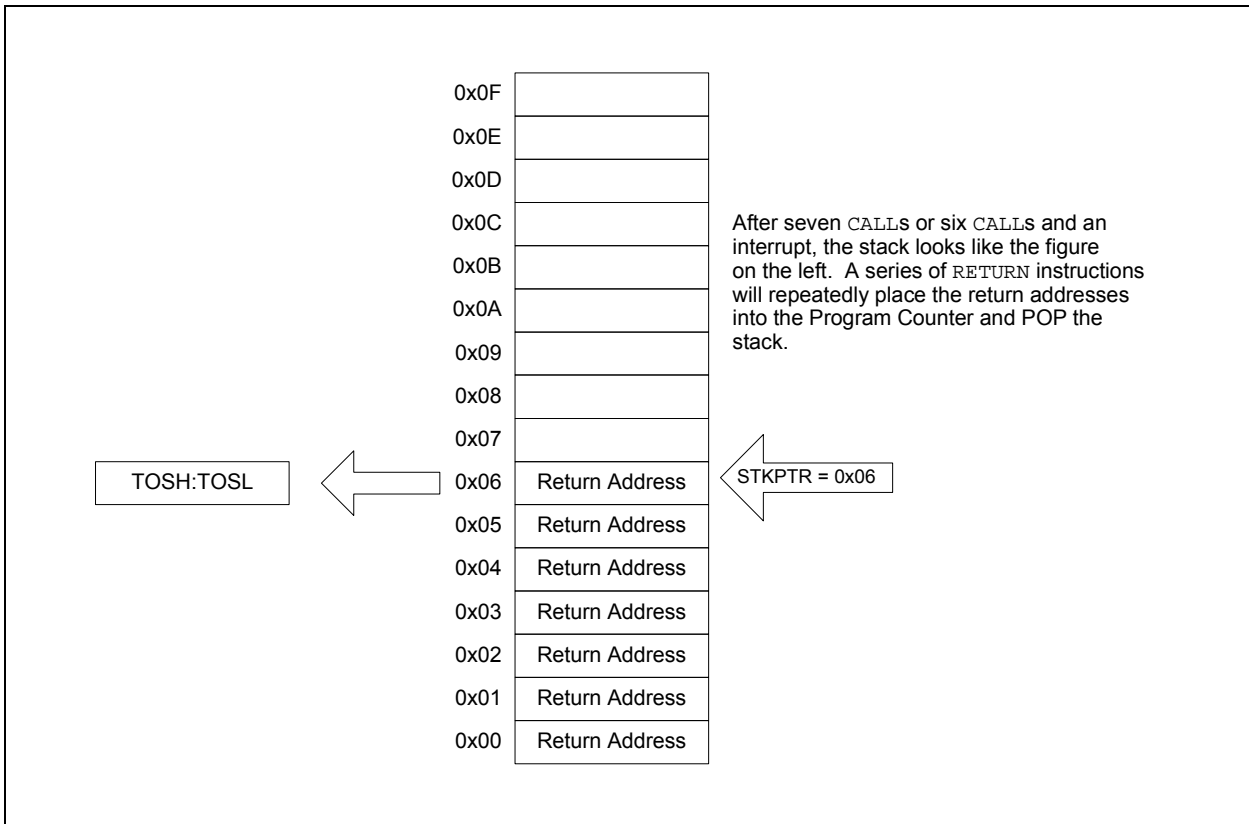 0x0F
0x0E
0x0D
0x0C
0x0B
0x0A
0x09
0x08
0x07
After seven CALLs or six CALLs and an
interrupt, the stack looks like the figure
on the left. A series of RETURN instructions
will repeatedly place the return addresses
into the Program Counter and POP the
stack.
TOSH:TOSL
0x06 Return Address
STKPTR = 0x06
0x05 Return Address
0x04 Return Address
0x03 Return Address
0x02 Return Address
0x01 Return Address
0x00 Return Address